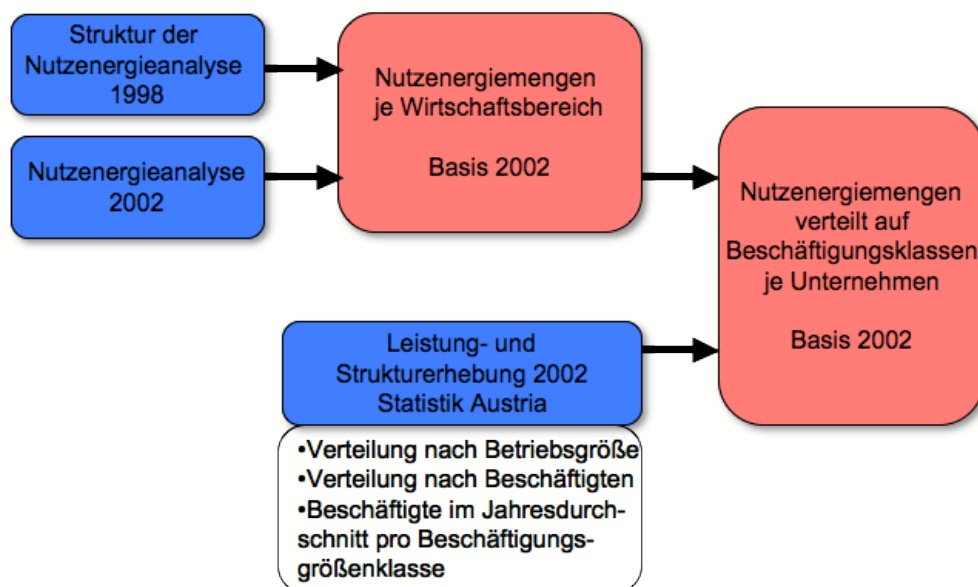 Struktur der
Nutzenergieanalyse
1998
Nutzenergieanalyse
2002
Nutzenergiemengen
je Wirtschaftsbereich
Basis 2002
Nutzenergiemengen
verteilt auf
Beschäftigungsklassen
je Unternehmen
Basis 2002
Leistung- und
Strukturerhebung 2002
Statistik Austria
•Verteilung nach Betriebsgröße
•Verteilung nach Beschäftigten
•Beschäftigte im Jahresdurch-
schnitt pro Beschäftigungs-
größenklasse